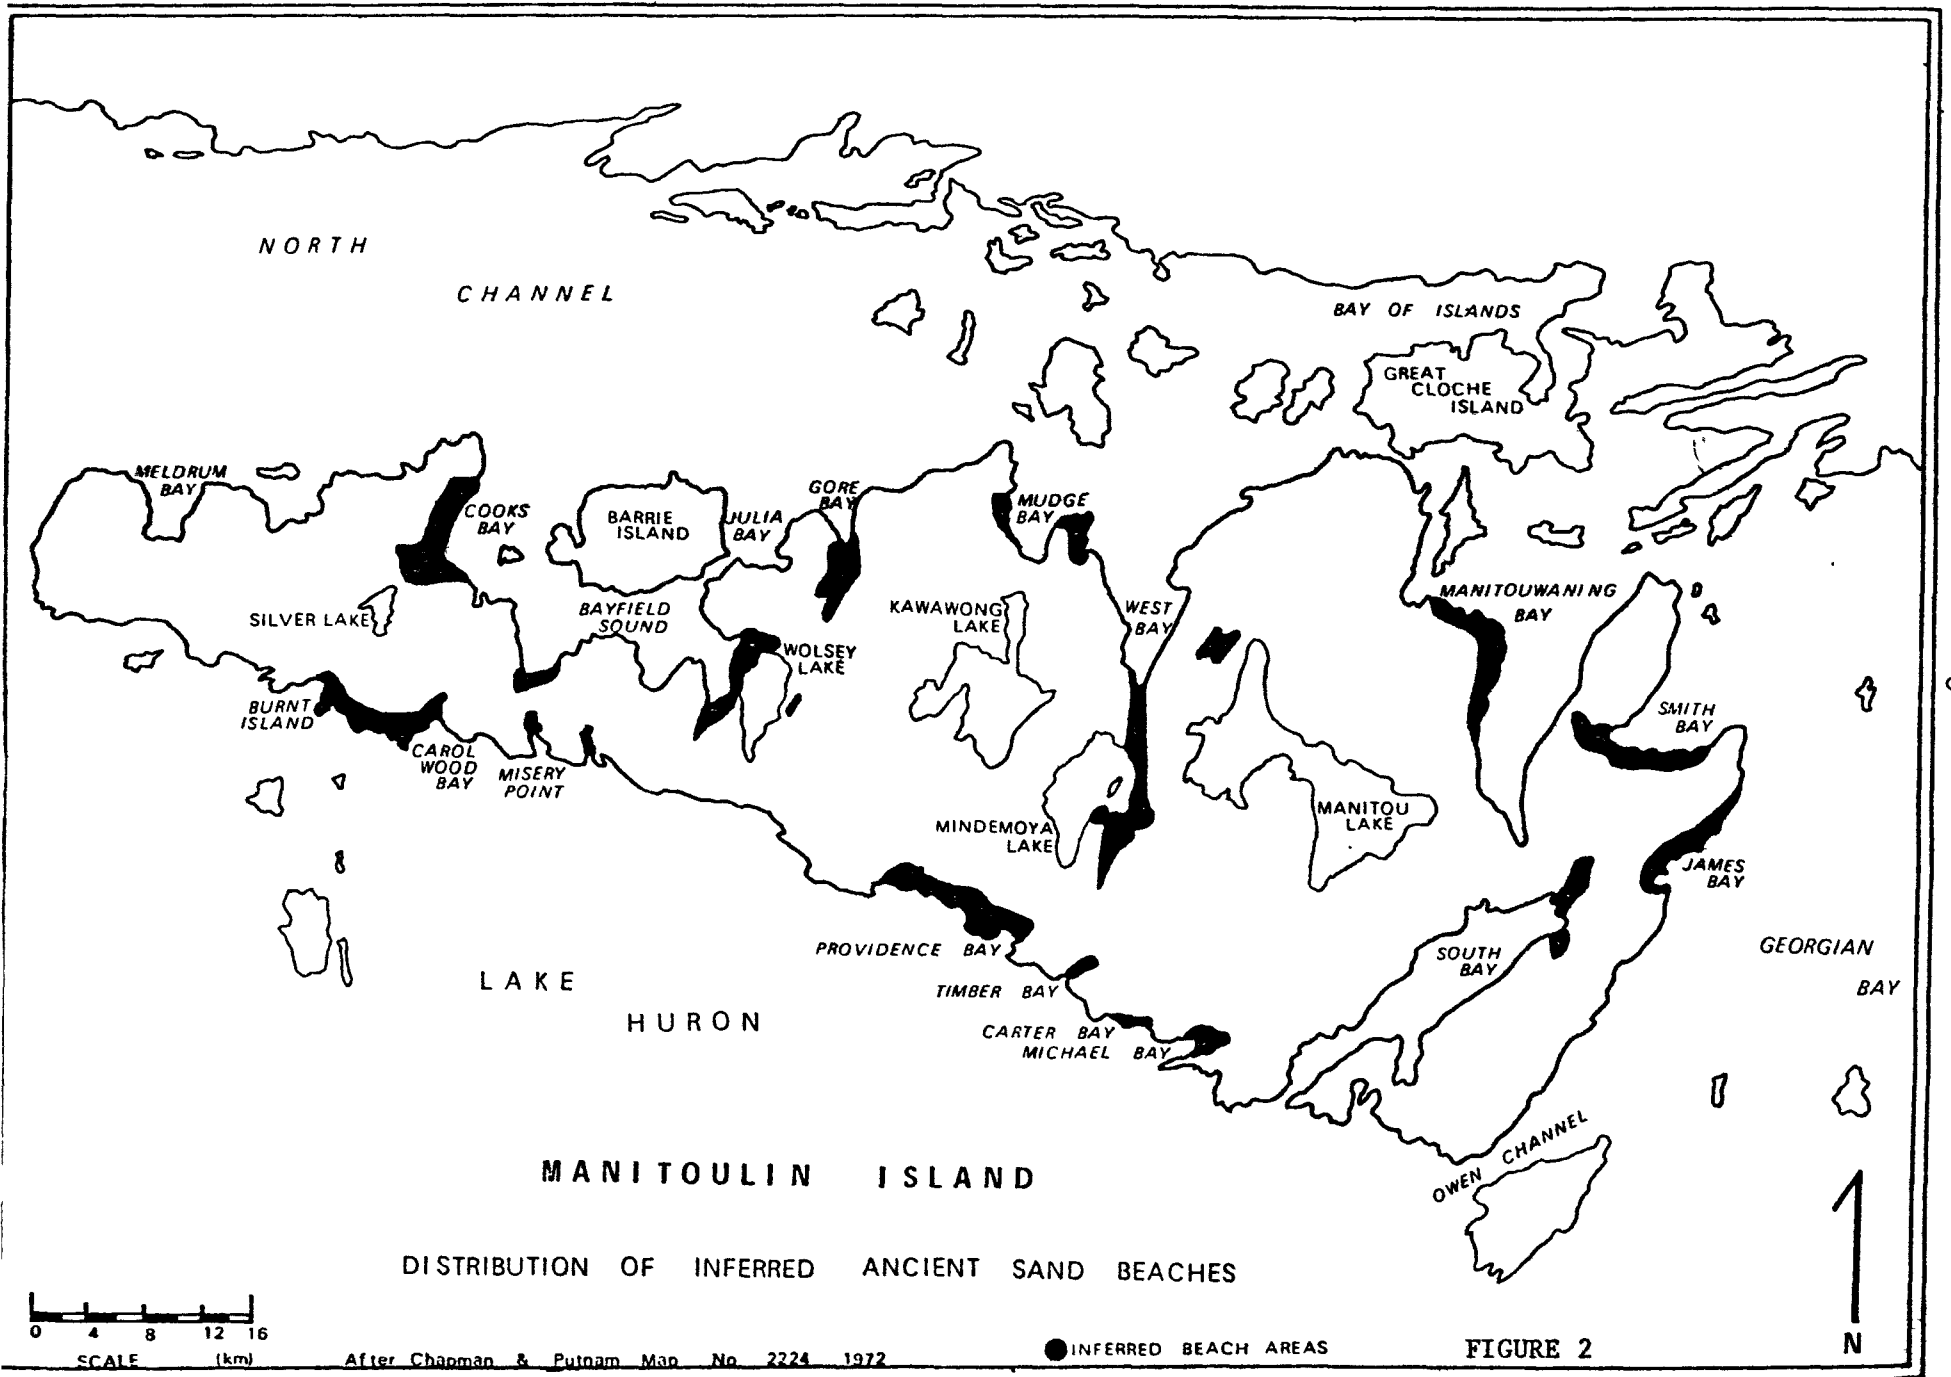 NORTH
CHANNEL
BAY OF ISLANDS
GREAT
CLOCHE
ISLAND
MELDRUM
BAY
COOKS
BAY
BARRIE
ISLAND
JULIA
BAY
GORE
BAY
MUDGE
BAY
SILVER LAKE
BAYFIELD
SOUND
WOLSEY
LAKE
KAWAWONG
LAKE
WEST
BAY
MANITOUWANING
BAY
BURNT
ISLAND
CAROL
WOOD
BAY
MISERY
POINT
SMITH
BAY
MINDEMOYA
LAKE
MANITOU
LAKE
JAMES
BAY
PROVIDENCE BAY
TIMBER BAY
CARTER BAY
MICHAEL BAY
SOUTH
BAY
GEORGIAN
BAY
LAKE
HURON
OWEN CHANNEL
MANITOULIN ISLAND
DISTRIBUTION OF INFERRED ANCIENT SAND BEACHES
0 4 8 12 16
SCALE (km)
After Chapman & Putnam Map No 2224 1972
INFERRED BEACH AREAS
FIGURE 2
N